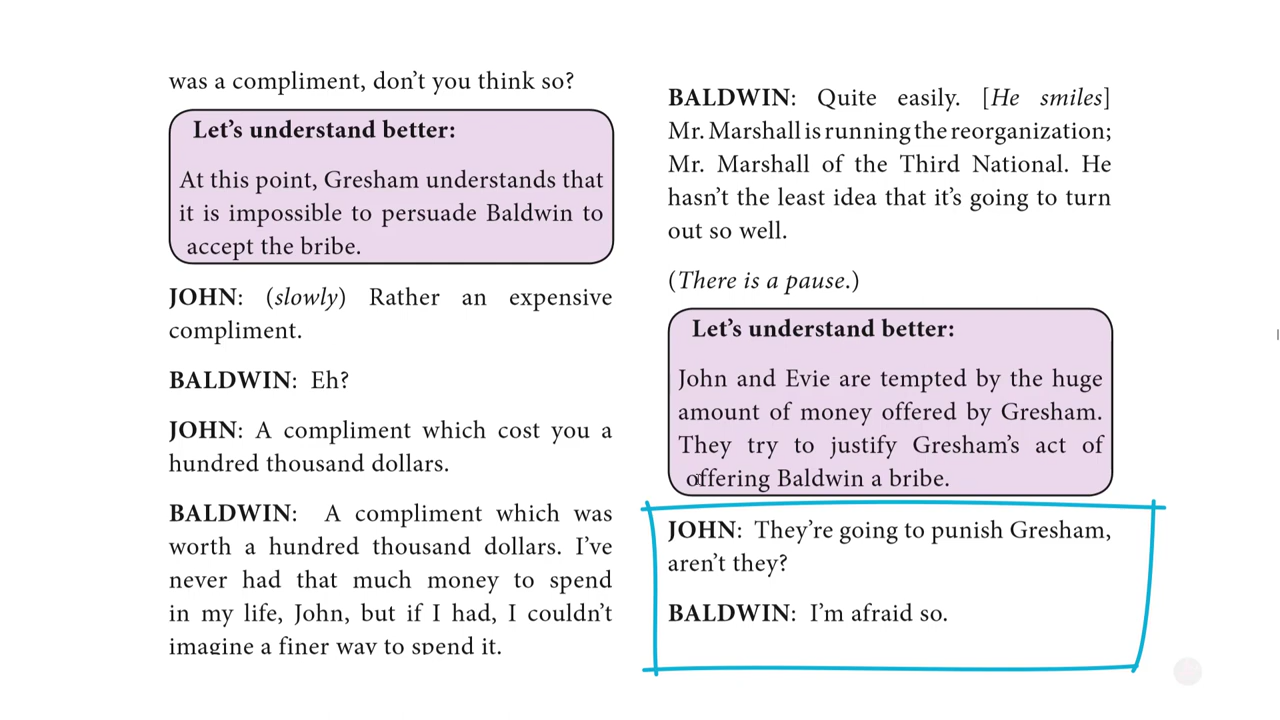 was a compliment, don't you think so?
Let's understand better:
At this point, Gresham understands that
it is impossible to persuade Baldwin to
accept the bribe.
JOHN: (slowly) Rather an expensive
compliment.
BALDWIN: Eh?
JOHN: A compliment which cost you a
hundred thousand dollars.
BALDWIN: A compliment which was
worth a hundred thousand dollars. I've
never had that much money to spend
in my life, John, but if I had, I couldn't
imagine a finer way to spend it.
BALDWIN: Quite easily. [He smiles]
Mr. Marshall is running the reorganization;
Mr. Marshall of the Third National. He
hasn't the least idea that it's going to turn
out so well.
(There is a pause.)
Let's understand better:
John and Evie are tempted by the huge
amount of money offered by Gresham.
They try to justify Gresham's act of
offering Baldwin a bribe.
JOHN: They're going to punish Gresham,
aren't they?
BALDWIN: I'm afraid so.